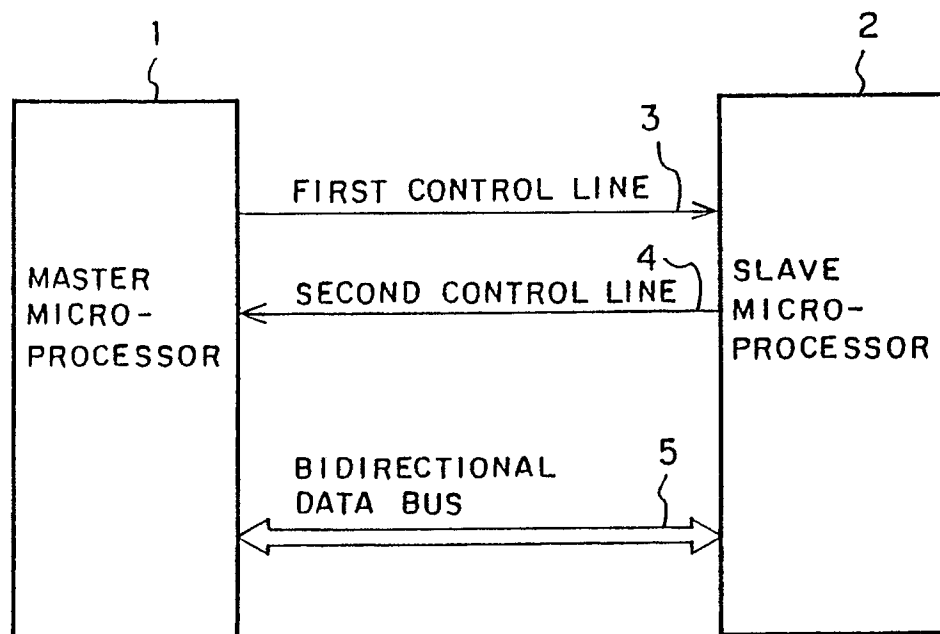 1
2
3
FIRST CONTROL LINE
4
SECOND CONTROL LINE
MASTER
MICRO-
PROCESSOR
SLAVE
MICRO-
PROCESSOR
BIDIRECTIONAL
DATA BUS
5